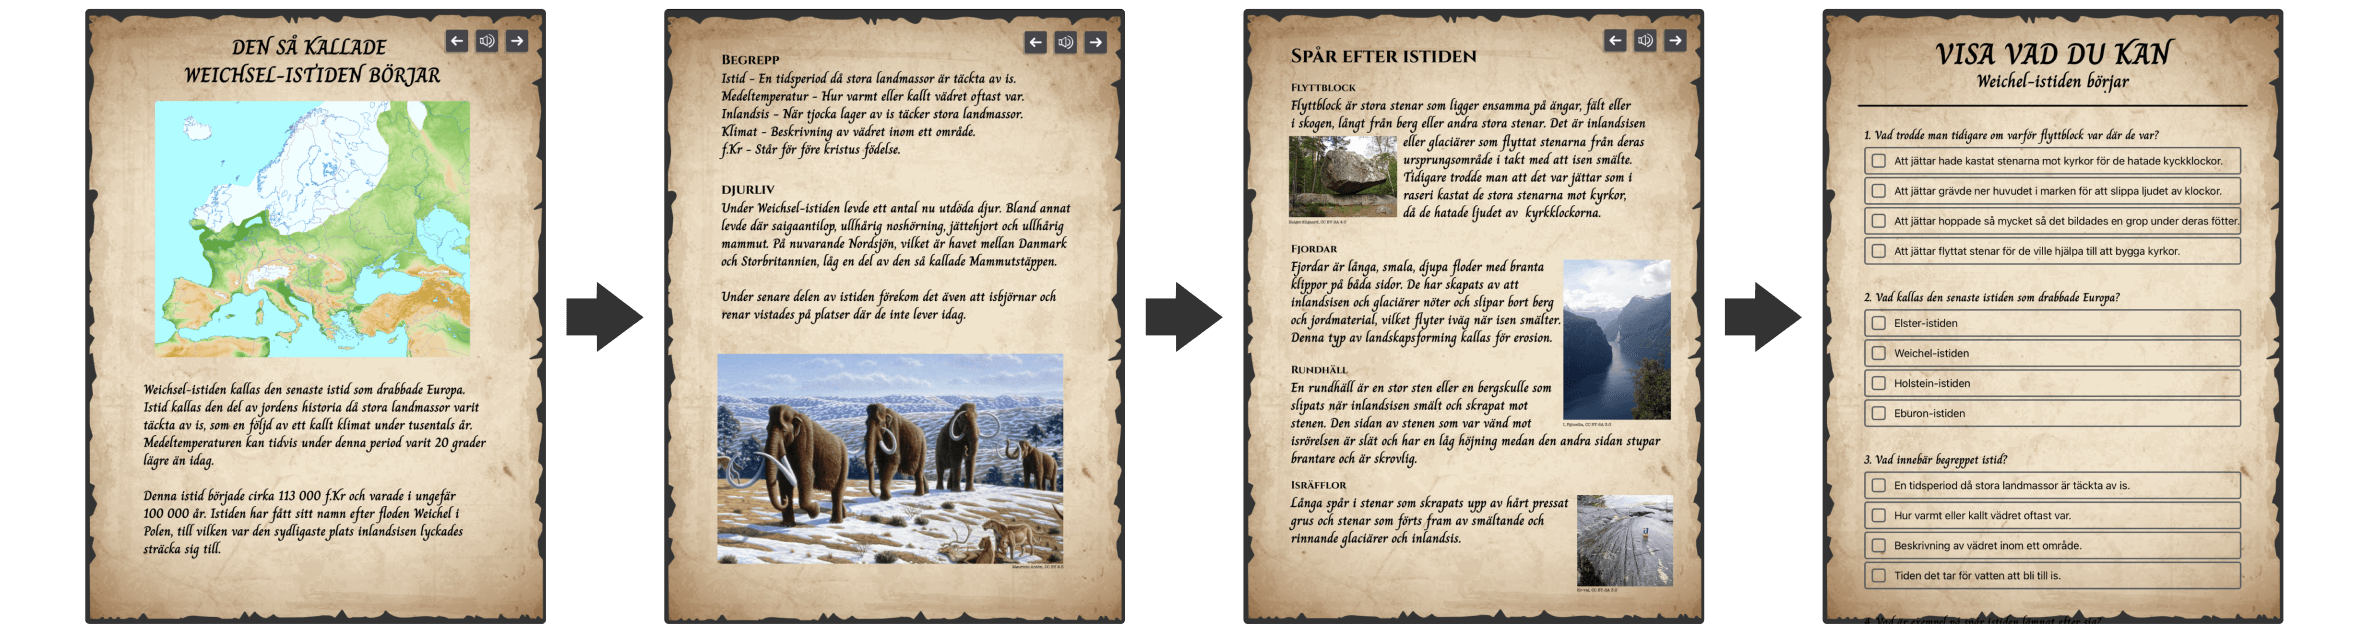 DEN SÅ KALLADE
WEICHSEL-ISTIDEN BÖRJAR
Weichsel-istiden kallas den senaste istid som drabbade Europa.
Istid kallas den del av jordens historia då stora landmassor varit
täckta av is, som en följd av ett kallt klimat under tusentals år.
Medeltemperaturen kan tidvis under denna period varit 20 grader
lägre än idag.
Denna istid började cirka 113 000 f.Kr och varade i ungefär
100 000 år. Istiden har fått sitt namn efter floden Weichel i
Polen, till vilken var den sydligaste plats inlandsisen lyckades
sträcka sig till.
BEGREPP
Istid - En tidsperiod då stora landmassor är täckta av is.
Medeltemperatur - Hur varmt eller kallt vädret oftast var.
Inlandsis - När tjocka lager av is täcker stora landmassor.
Klimat - Beskrivning av vädret inom ett område.
f.Kr - Står för före kristus födelse.
DJURLIV
Under Weichsel-istiden levde ett antal nu utdöda djur. Bland annat
levde där saigaantilop, ullhårig noshörning, jättehjort och ullhårig
mammut. På nuvarande Nordsjön, vilket är havet mellan Danmark
och Storbritannien, låg en del av den så kallade Mammutstäppen.
Under senare delen av istiden förekom det även att isbjörnar och
renar vistades på platser där de inte lever idag.
Mauricio Antón, CC BY 2.5
SPÅR EFTER ISTIDEN
FLYTTBLOCK
Flyttblock är stora stenar som ligger ensamma på ängar, fält eller
i skogen, långt från berg eller andra stora stenar. Det är inlandsisen
eller glaciärer som flyttat stenarna från deras
ursprungsområde i takt med att isen smälte.
Tidigare trodde man att det var jättar som i
raseri kastat de stora stenarna mot kyrkor,
då de hatade ljudet av kyrkklockorna.
FJORDAR
Fjordar är långa, smala, djupa floder med branta
klippor på båda sidor. De har skapats av att
inlandsisen och glaciärer nöter och slipar bort berg
och jordmaterial, vilket flyter iväg när isen smälter.
Denna typ av landskapsforming kallas för erosion.
RUNDHÄLL
En rundhäll är en stor sten eller en bergskulle som
slipats när inlandsisen smält och skrapat mot
stenen. Den sidan av stenen som var vänd mot
isrörelsen är slät och har en låg höjning medan den andra sidan stupar
brantare och är skrovlig.
ISRÄFFLOR
Långa spår i stenar som skrapats upp av hårt pressat
grus och stenar som förts fram av smältande och
rinnande glaciärer och inlandsis.
VISA VAD DU KAN
Weichel-istiden börjar
1. Vad trodde man tidigare om varför flyttblock var där de var?
Att jättar hade kastat stenarna mot kyrkor för de hatade kyckklockor.
Att jättar grävde ner huvudet i marken för att slippa ljudet av klockor.
Att jättar hoppade så mycket så det bildades en grop under deras fötter.
Att jättar flyttat stenar för de ville hjälpa till att bygga kyrkor.
2. Vad kallas den senaste istiden som drabbade Europa?
Elster-istiden
Weichel-istiden
Holstein-istiden
Eburon-istiden
3. Vad innebär begreppet istid?
En tidsperiod då stora landmassor är täckta av is.
Hur varmt eller kallt vädret oftast var.
Beskrivning av vädret inom ett område.
Tiden det tar för vatten att bli till is.
4. Vad är exempel på spår istiden lämnat efter sig?